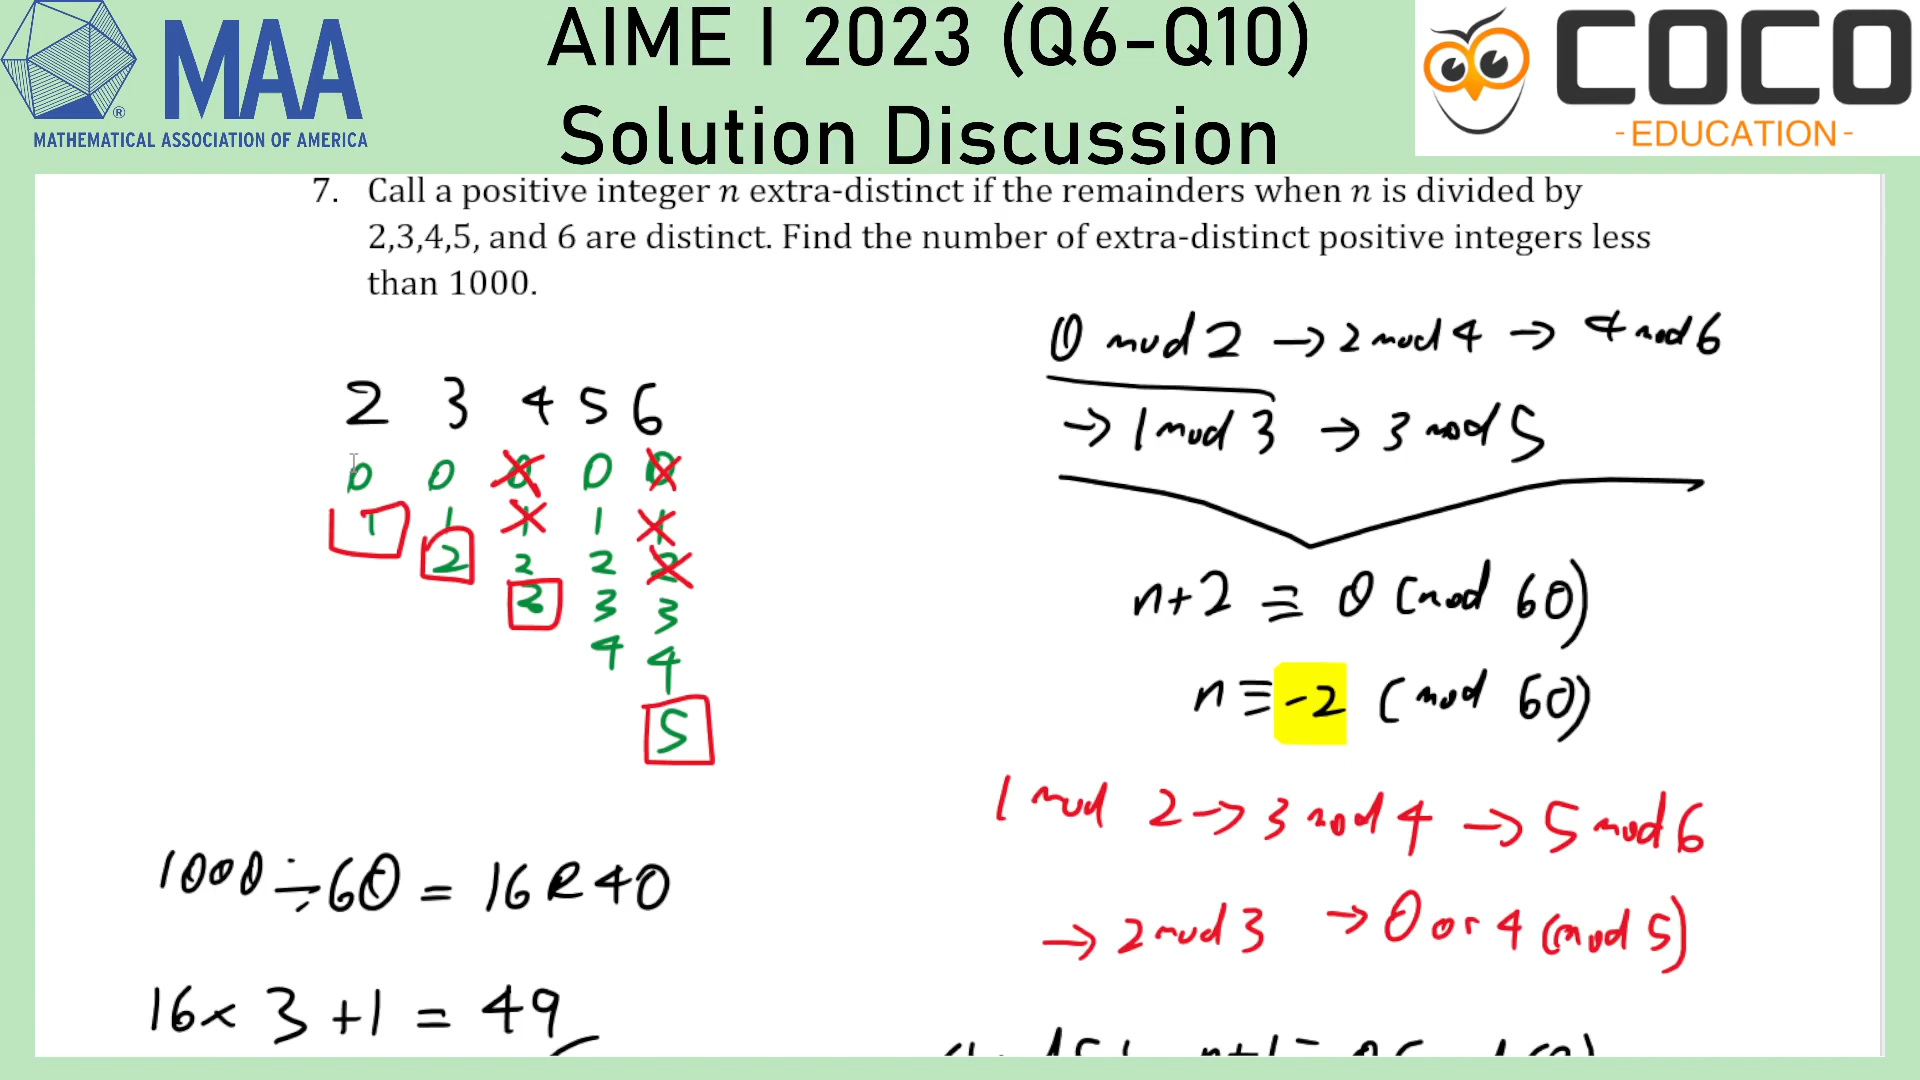 MAA
®
MATHEMATICAL ASSOCIATION OF AMERICA
AIME I 2023 (Q6-Q10)
Solution Discussion
COCO
-EDUCATION-
7. Call a positive integer n extra-distinct if the remainders when n is divided by
2,3,4,5, and 6 are distinct. Find the number of extra-distinct positive integers less
than 1000.
2 3 4 5 6
0 0 0 0 0
1 1 1 1 1
2 2 2 2
3 3 3
4 4
5
1000 ÷ 60 = 16 R 40
16 × 3 + 1 = 49
0 mod 2 → 2 mod 4 → 4 mod 6
→ 1 mod 3 → 3 mod 5
n+2 ≡ 0 (mod 60)
n ≡ -2 (mod 60)
1 mod 2 → 3 mod 4 → 5 mod 6
→ 2 mod 3 → 0 or 4 (mod 5)